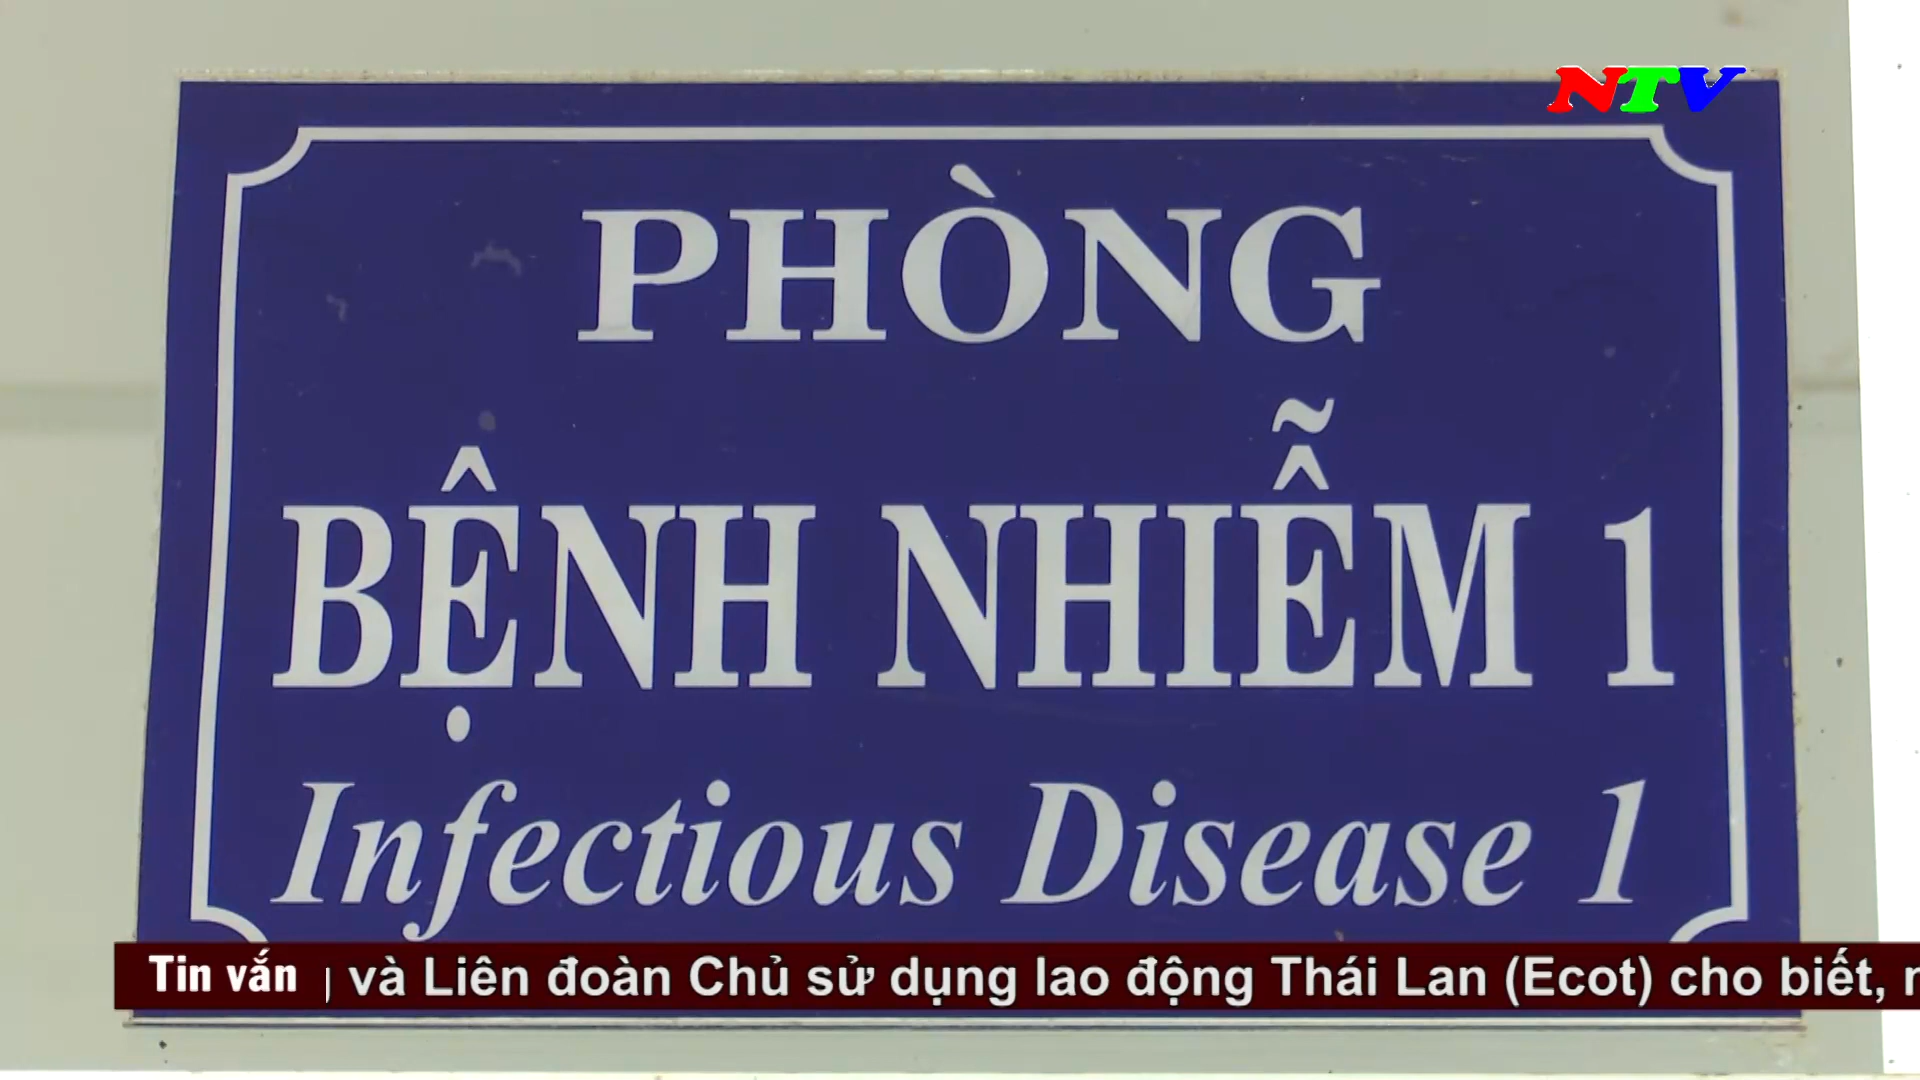 NTV
PHÒNG
BỆNH NHIỄM 1
Infectious Disease 1
Tin vắn
và Liên đoàn Chủ sử dụng lao động Thái Lan (Ecot) cho biết,